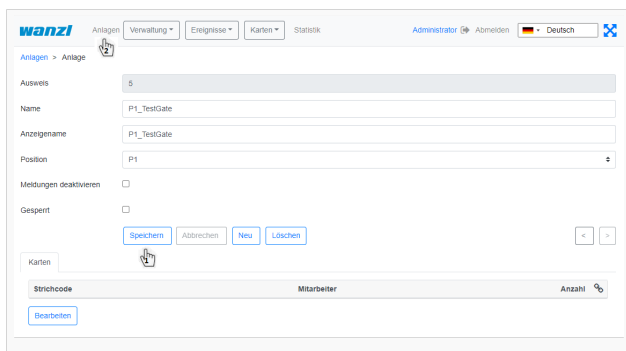 wanzl Anlagen Verwaltung Ereignisse Karten Statistik Administrator Abmelden Deutsch
2
Anlagen > Anlage
Ausweis 5
Name P1_TestGate
Anzeigename P1_TestGate
Position P1
Meldungen deaktivieren
Gesperrt
Speichern Abbrechen Neu Löschen < >
1
Karten
Strichcode Mitarbeiter Anzahl
Bearbeiten